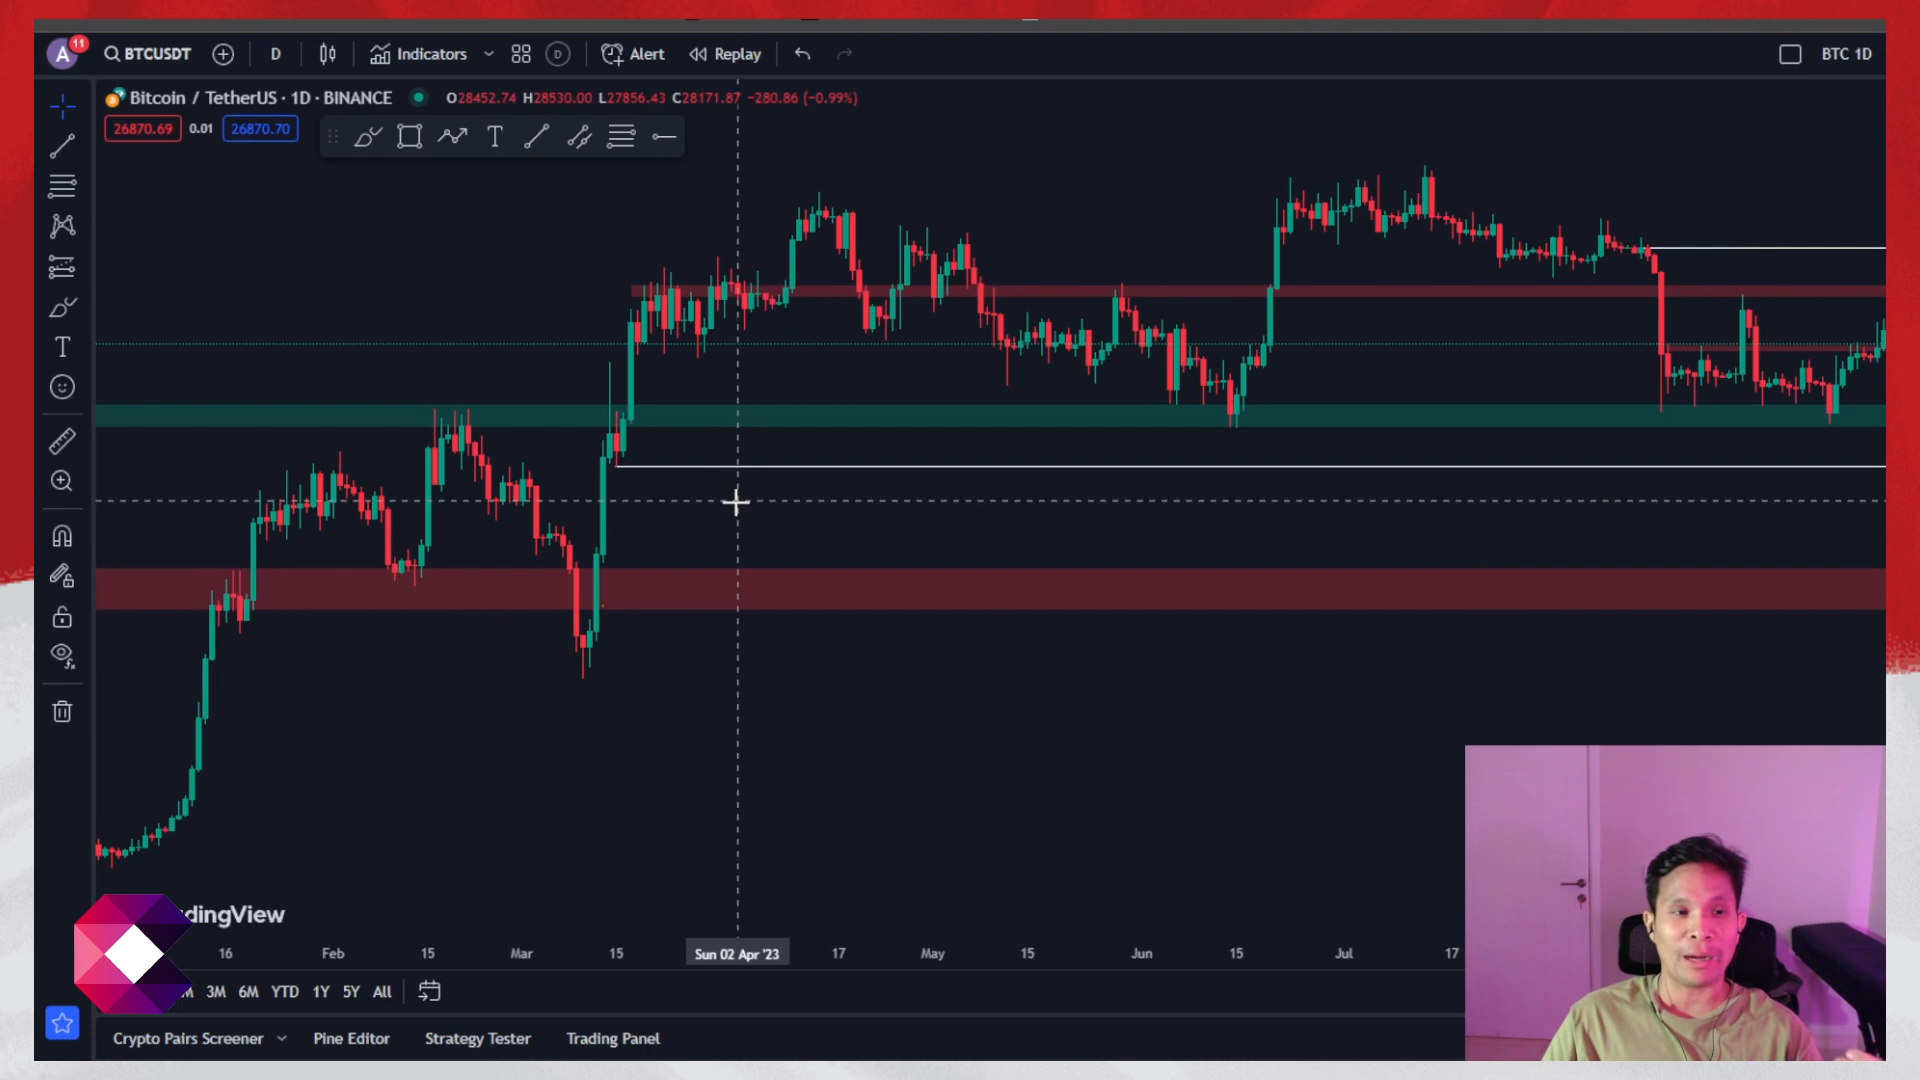 A 11 BTCUSDT D Indicators D Alert Replay BTC 1D
Bitcoin / TetherUS · 1D · BINANCE O28452.74 H28530.00 L27856.43 C28171.87 −280.86 (−0.99%)
26870.69 0.01 26870.70
T
T
dingView
16 Feb 15 Mar 15 Sun 02 Apr '23 17 May 15 Jun 15 Jul 17
M 3M 6M YTD 1Y 5Y All
Crypto Pairs Screener Pine Editor Strategy Tester Trading Panel